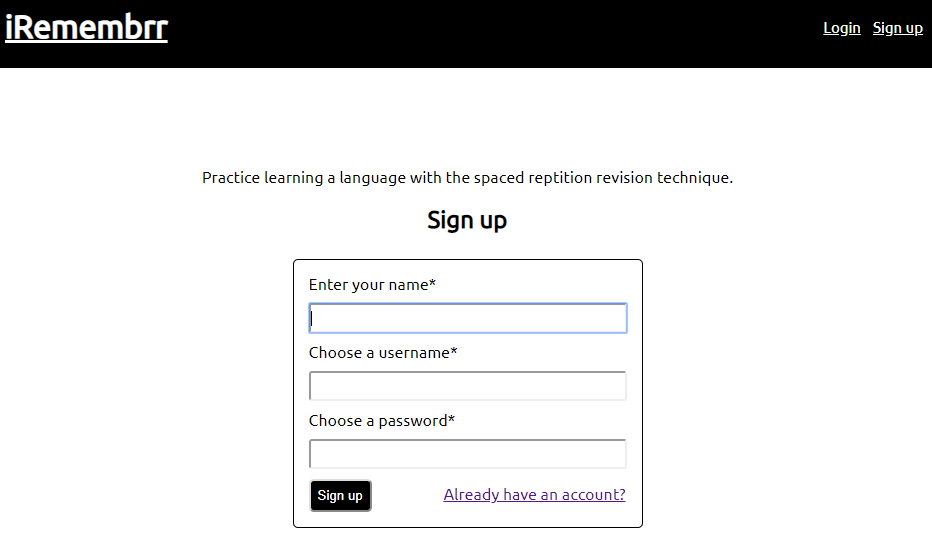 iRemembrr
Login Sign up
Practice learning a language with the spaced reptition revision technique.
Sign up
Enter your name*
Choose a username*
Choose a password*
Sign up Already have an account?